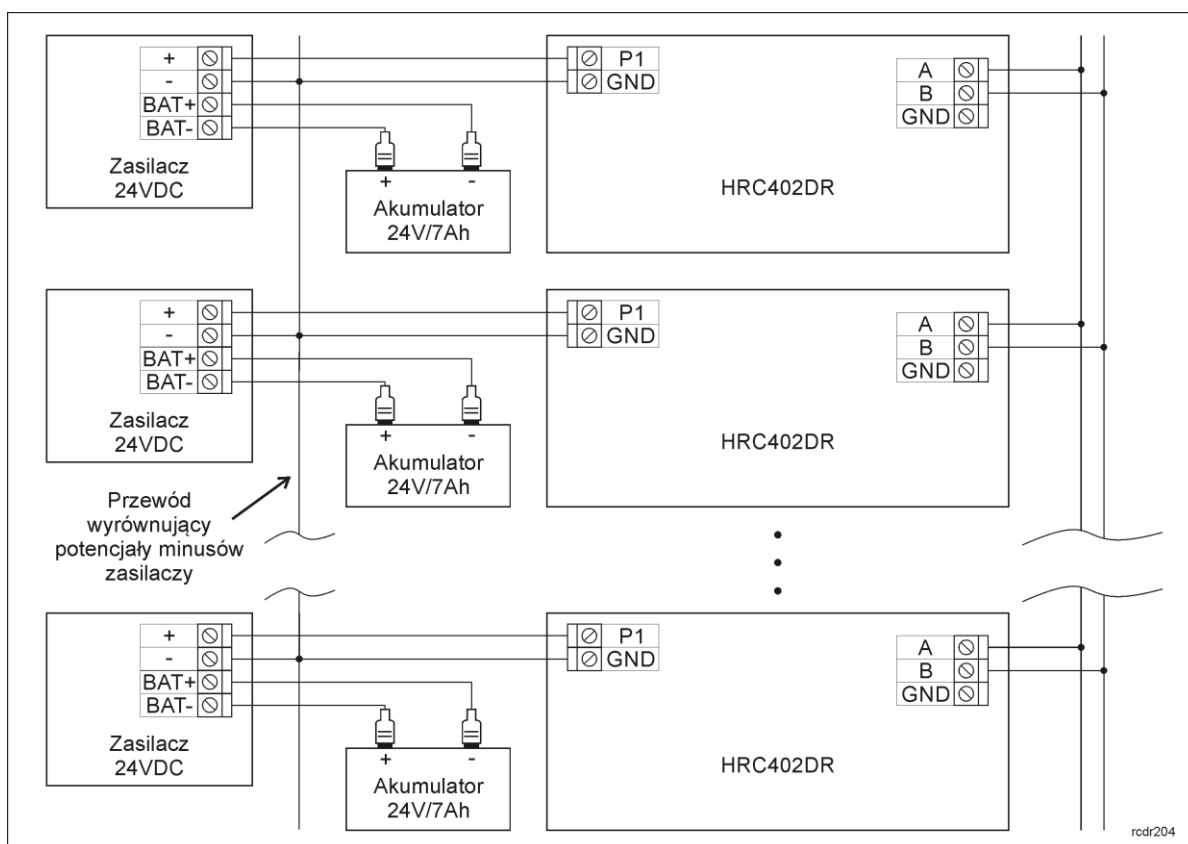 +
-
BAT+
BAT-
Zasilacz
24VDC
+ -
Akumulator
24V/7Ah
P1
GND
HRC402DR
A
B
GND
+
-
BAT+
BAT-
Zasilacz
24VDC
+ -
Akumulator
24V/7Ah
P1
GND
HRC402DR
A
B
GND
Przewód
wyrównujący
potencjały minusów
zasilaczy
+
-
BAT+
BAT-
Zasilacz
24VDC
+ -
Akumulator
24V/7Ah
P1
GND
HRC402DR
A
B
GND
rcdr204